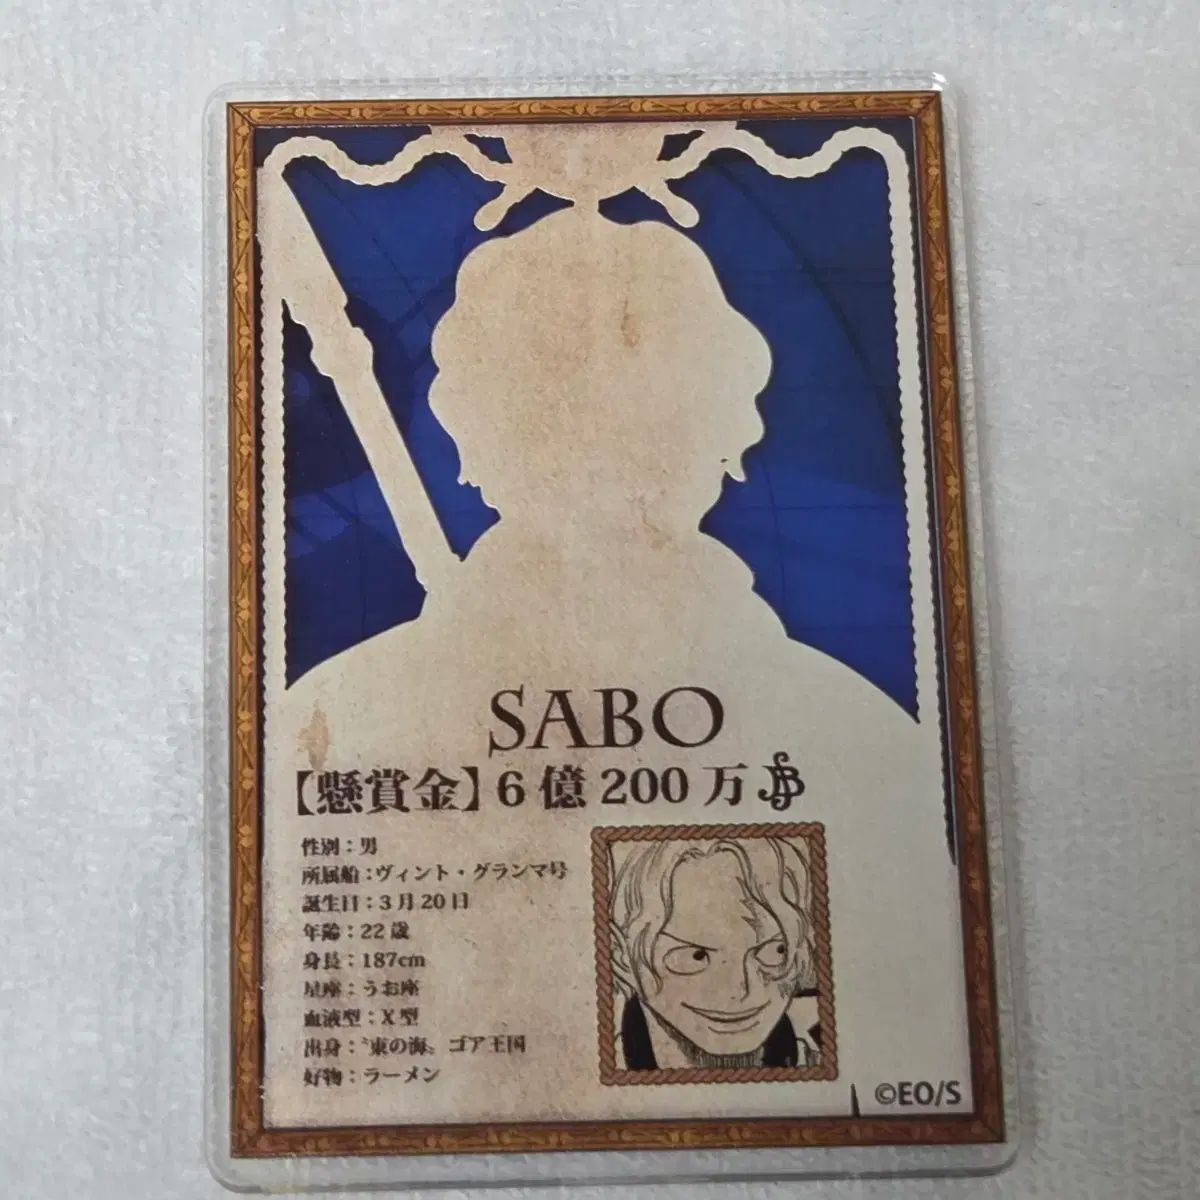 SABO
【懸賞金】6億200万
性別：男
所属船：ヴィント・グランマ号
誕生日：3月20日
年齢：22歳
身長：187cm
星座：うお座
血液型：X型
出身：〝東の海〟ゴア王国
好物：ラーメン
©EO/S